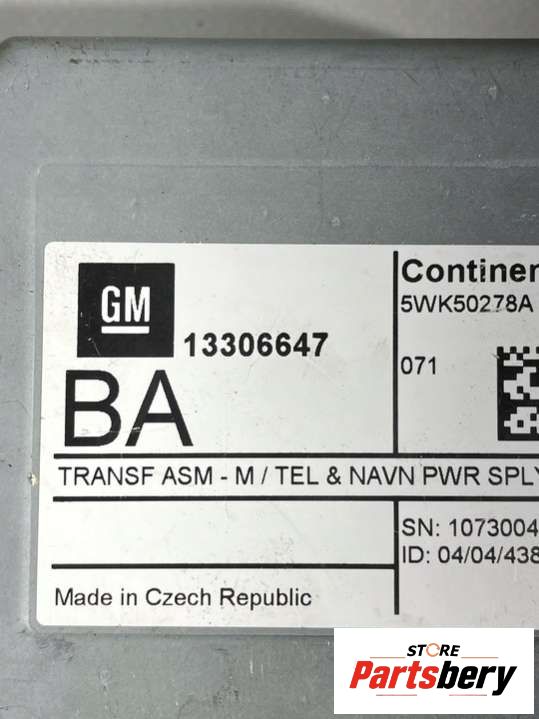 GM
13306647
BA
Continen
5WK50278A
071
TRANSF ASM - M / TEL & NAVN PWR SPLY
SN: 1073004
ID: 04/04/438
Made in Czech Republic
STORE
Partsbery